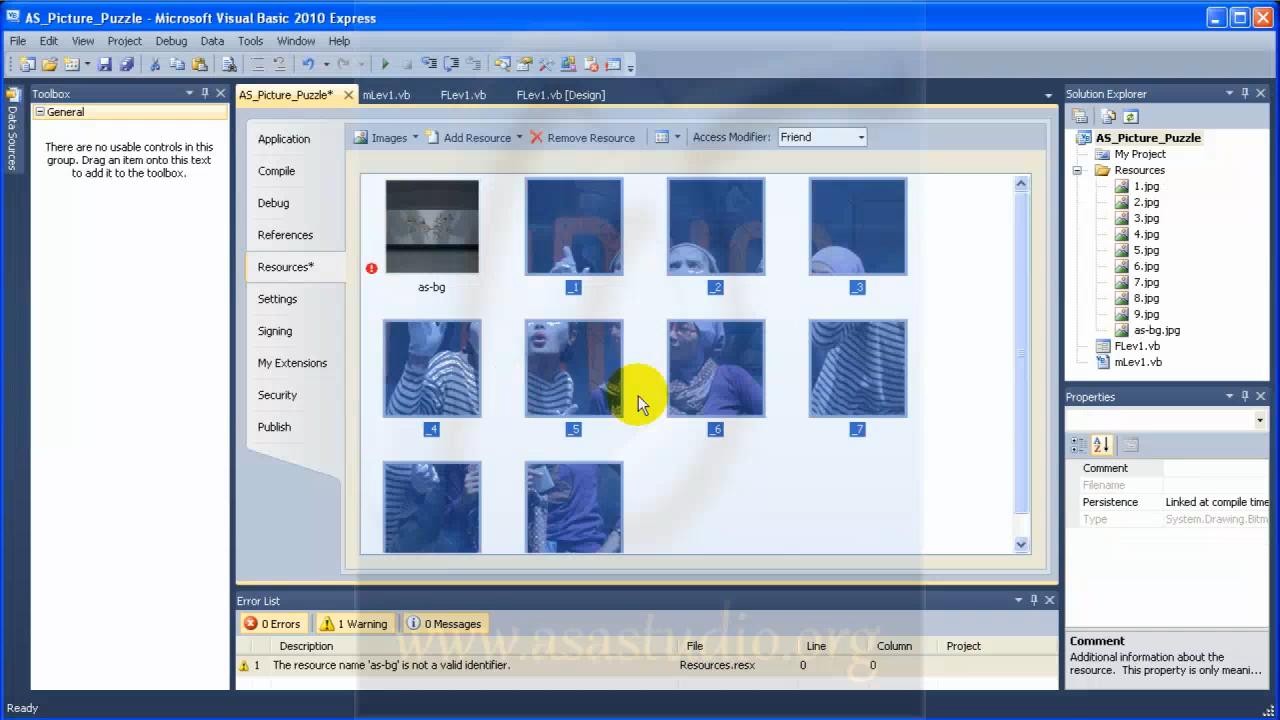 AS_Picture_Puzzle - Microsoft Visual Basic 2010 Express
File Edit View Project Debug Data Tools Window Help
Data Sources
Toolbox
General
There are no usable controls in this
group. Drag an item onto this text
to add it to the toolbox.
AS_Picture_Puzzle* mLev1.vb FLev1.vb FLev1.vb [Design]
Application
Compile
Debug
References
Resources*
Settings
Signing
My Extensions
Security
Publish
Images Add Resource Remove Resource Access Modifier: Friend
as-bg _1 _2 _3
_4 _5 _6 _7
Error List
0 Errors 1 Warning 0 Messages
Description File Line Column Project
1 The resource name 'as-bg' is not a valid identifier. Resources.resx 0 0
www.asastudio.org
Solution Explorer
AS_Picture_Puzzle
My Project
Resources
1.jpg
2.jpg
3.jpg
4.jpg
5.jpg
6.jpg
7.jpg
8.jpg
9.jpg
as-bg.jpg
FLev1.vb
mLev1.vb
Properties
Comment
Filename
Persistence Linked at compile time
Type System.Drawing.Bitm
Comment
Additional information about the
resource. This property is only meani...
Ready